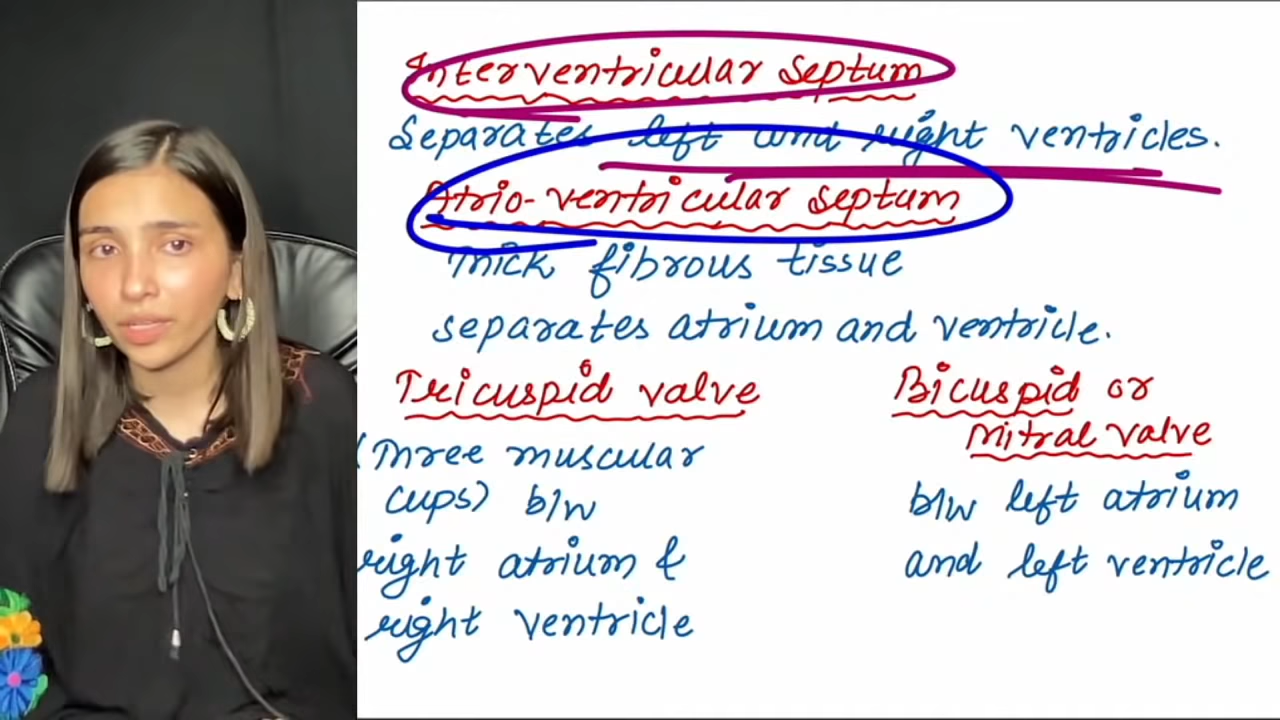 Interventricular Septum
Separates left and right ventricles.
Atrio-ventricular septum
Thick fibrous tissue
separates atrium and ventricle.
Tricuspid valve
(Three muscular
cups) b/w
right atrium &
right ventricle
Bicuspid or
Mitral valve
b/w left atrium
and left ventricle